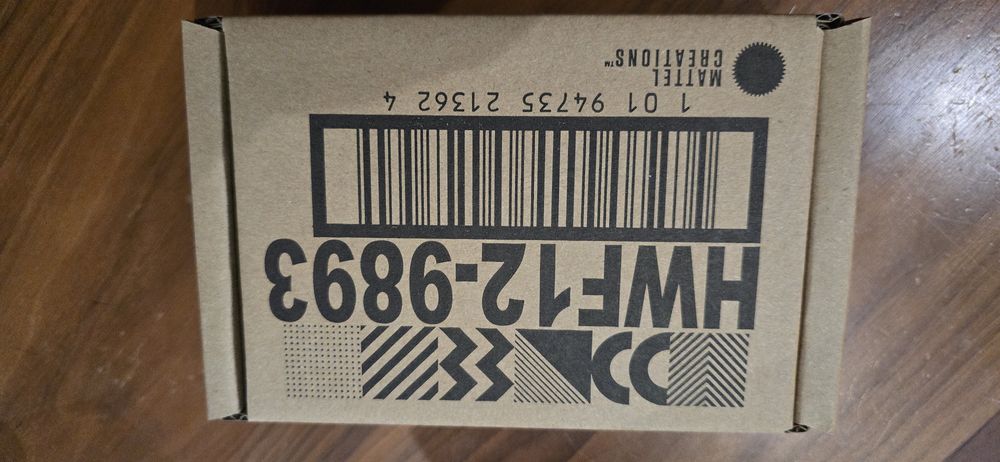 HWF12-9893
1 01 94735 21362 4
MATTEL
CREATIONS™